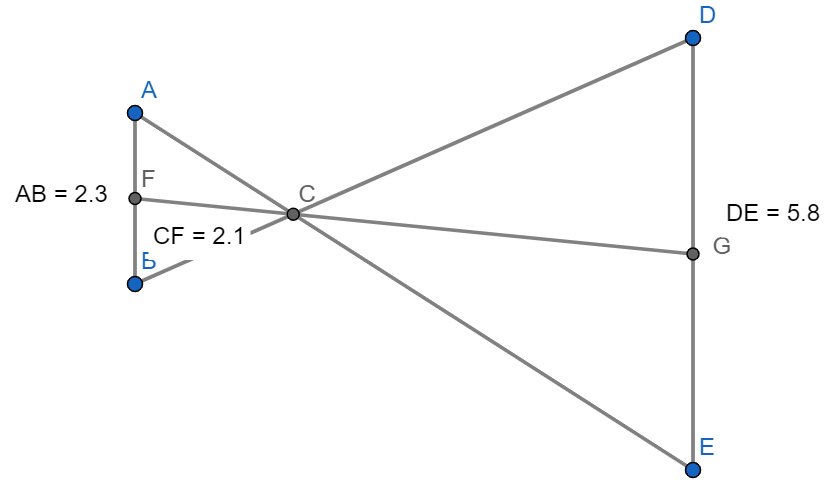 D
A
F
AB = 2.3
C
DE = 5.8
CF = 2.1
G
B
E